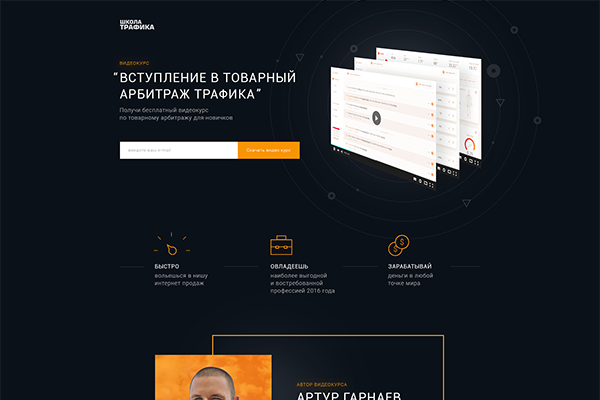 ШКОЛА
ТРАФИКА
ВИДЕОКУРС
“ВСТУПЛЕНИЕ В ТОВАРНЫЙ
АРБИТРАЖ ТРАФИКА”
Получи бесплатный видеокурс
по товарному арбитражу для новичков
введите ваш e-mail
Скачать видео курс
БЫСТРО
вольешься в нишу
интернет продаж
ОВЛАДЕЕШЬ
наиболее выгодной
и востребованной
профессией 2016 года
ЗАРАБАТЫВАЙ
деньги в любой
точке мира
АВТОР ВИДЕОКУРСА
АРТУР ГАРНАЕВ